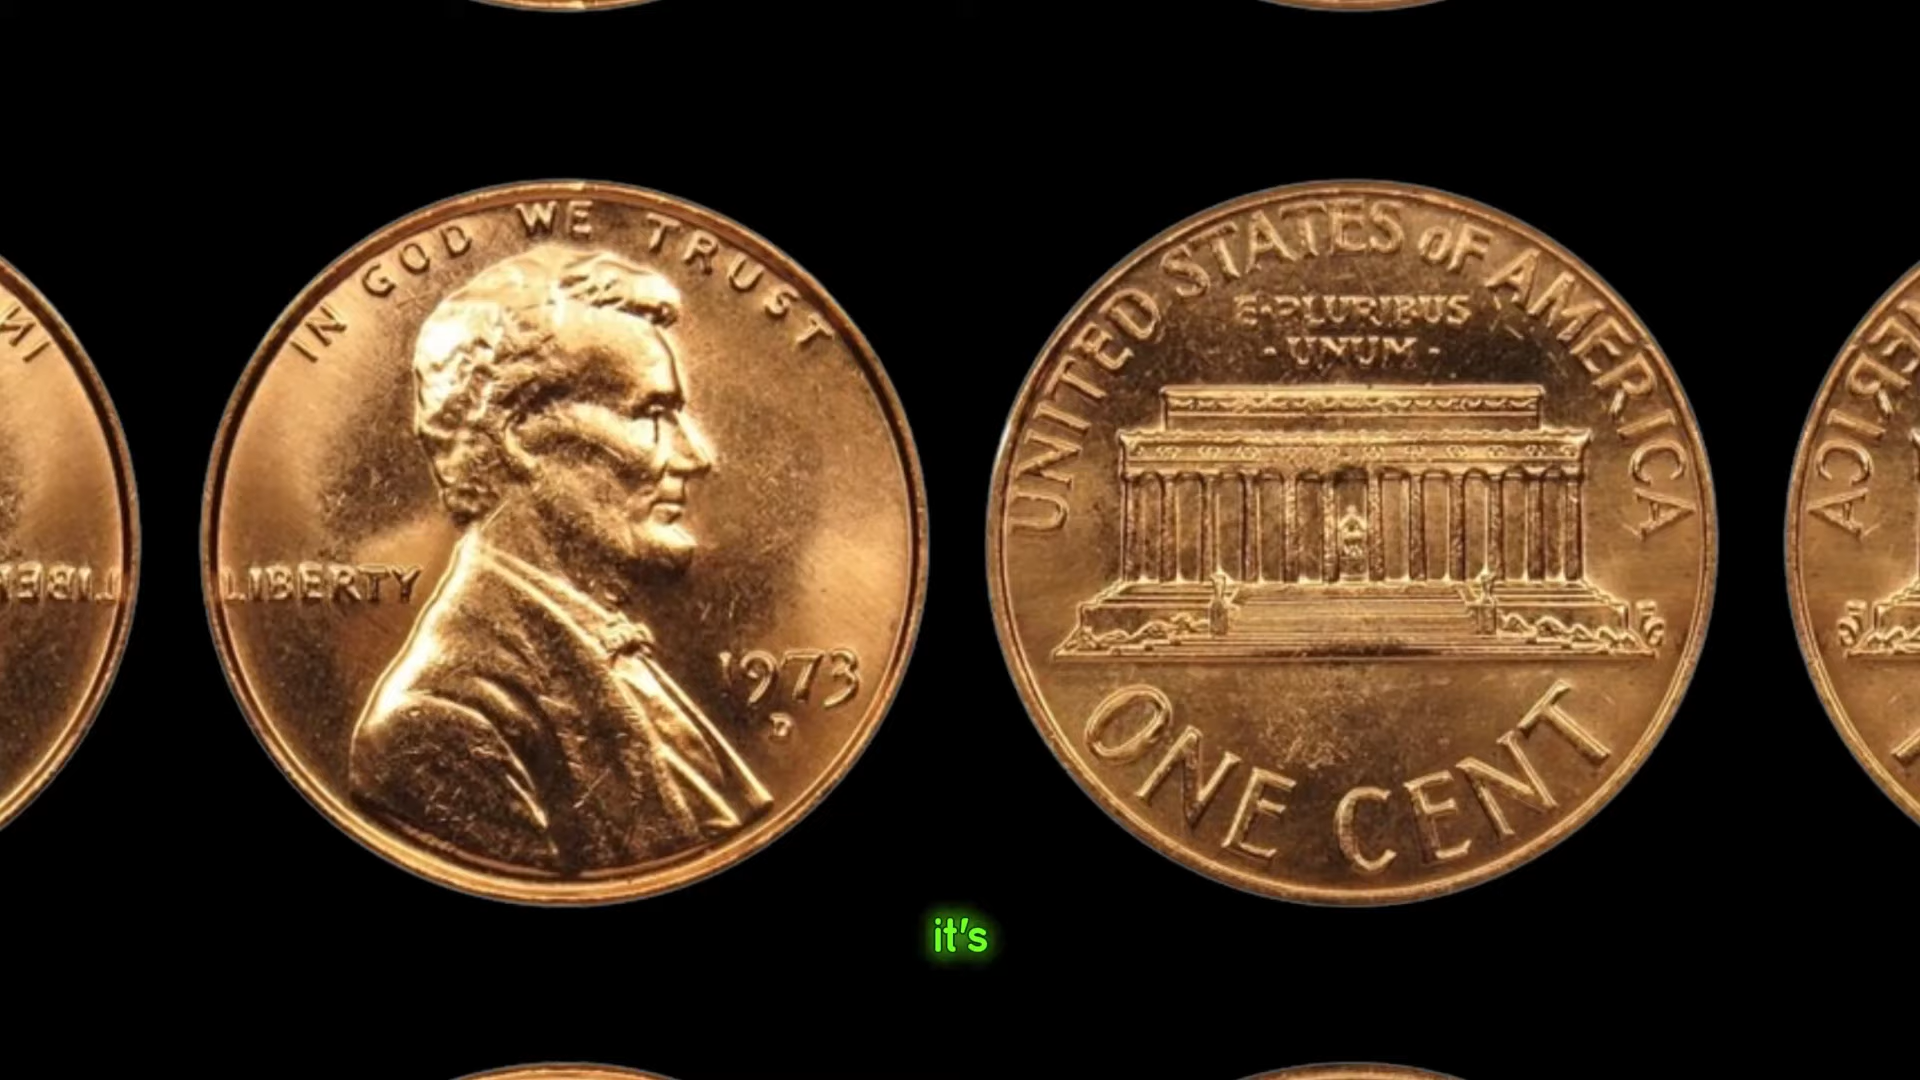 IN GOD WE TRUST
LIBERTY
1973
D
UNITED STATES oF AMERICA
E·PLURIBUS
·UNUM·
ONE CENT
it's